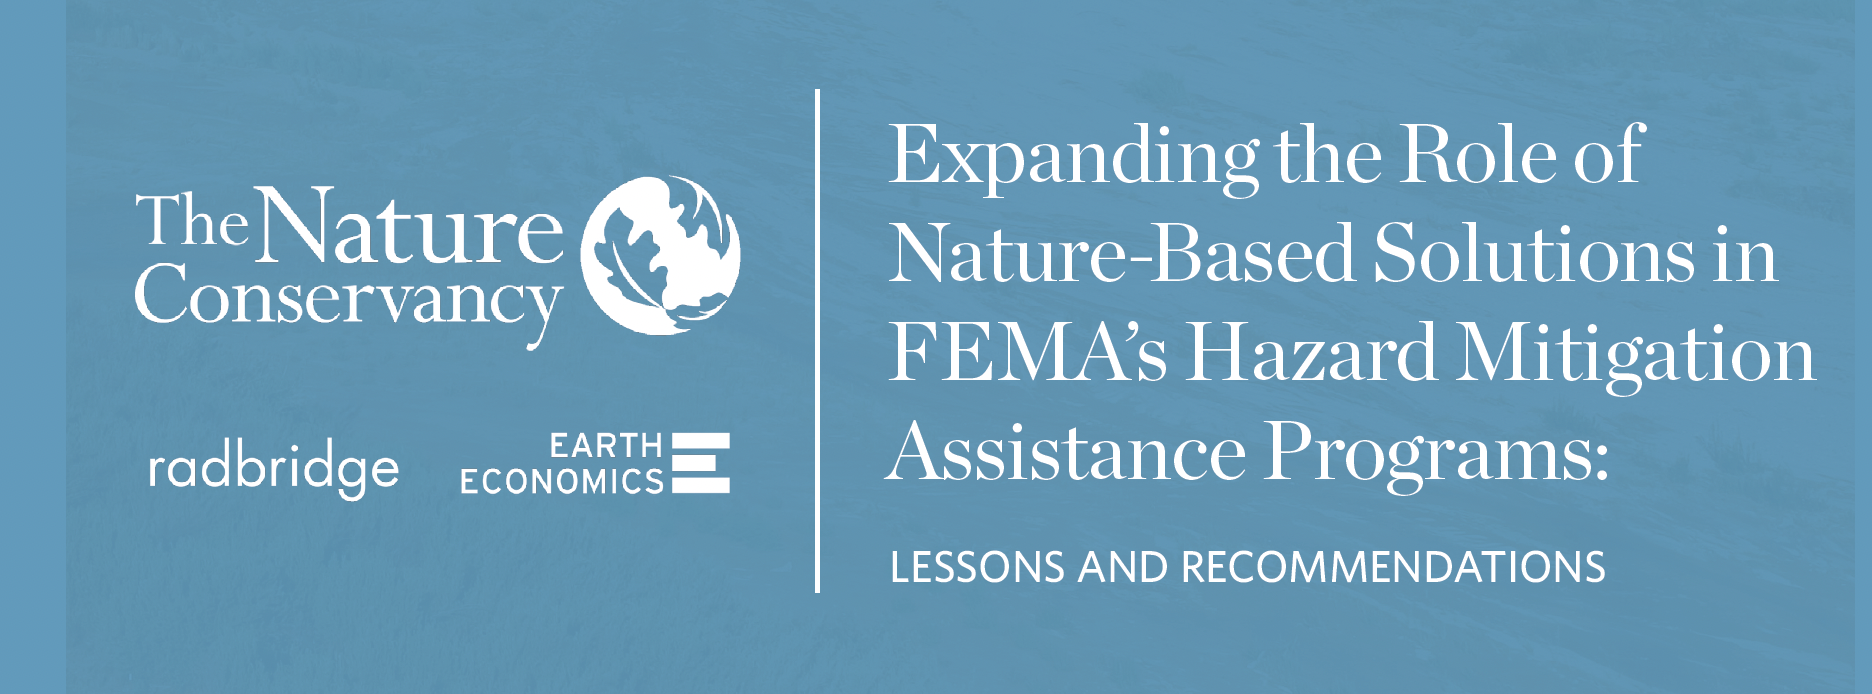 The Nature
Conservancy
radbridge
EARTH
ECONOMICS
Expanding the Role of
Nature-Based Solutions in
FEMA’s Hazard Mitigation
Assistance Programs:
LESSONS AND RECOMMENDATIONS